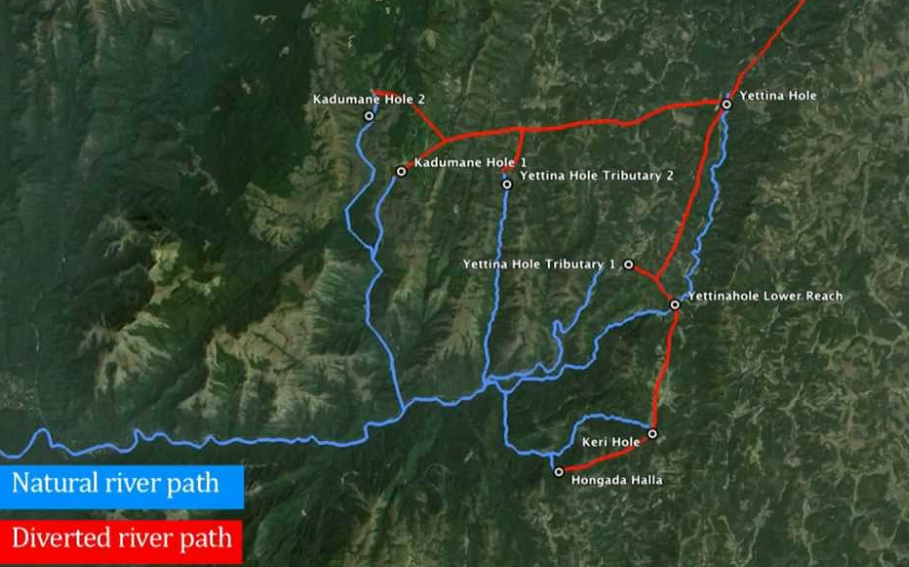 Kadumane Hole 2
Yettina Hole
Kadumane Hole 1
Yettina Hole Tributary 2
Yettina Hole Tributary 1
Yettinahole Lower Reach
Keri Hole
Hongada Halla
Natural river path
Diverted river path